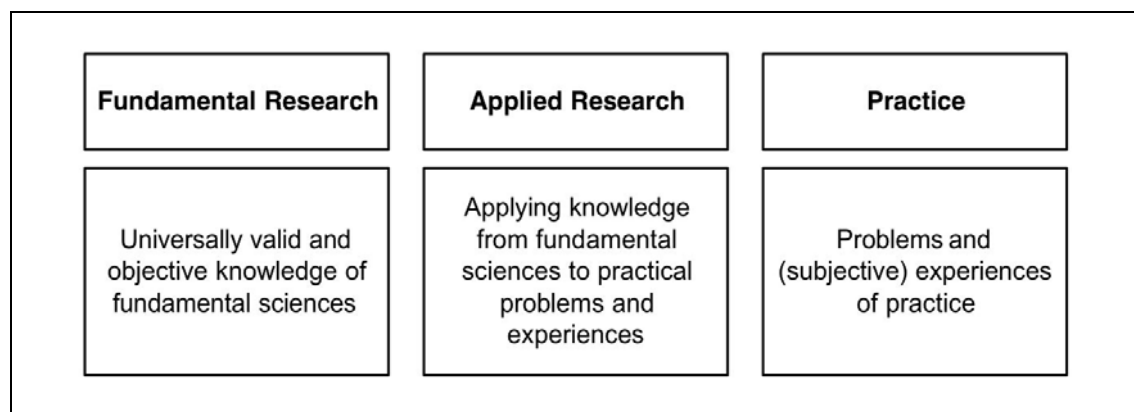 Fundamental Research
Applied Research
Practice
Universally valid and
objective knowledge of
fundamental sciences
Applying knowledge
from fundamental
sciences to practical
problems and
experiences
Problems and
(subjective) experiences
of practice